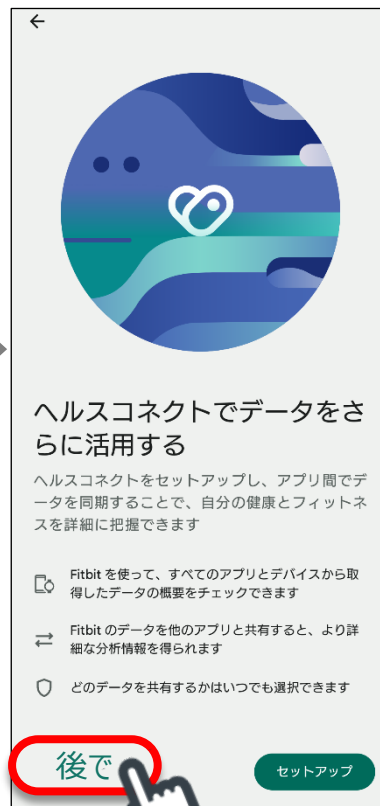 ヘルスコネクトでデータをさ
らに活用する
ヘルスコネクトをセットアップし、アプリ間でデ
ータを同期することで、自分の健康とフィットネ
スを詳細に把握できます
Fitbit を使って、すべてのアプリとデバイスから取
得したデータの概要をチェックできます
Fitbit のデータを他のアプリと共有すると、より詳
細な分析情報を得られます
どのデータを共有するかはいつでも選択できます
後で
セットアップ